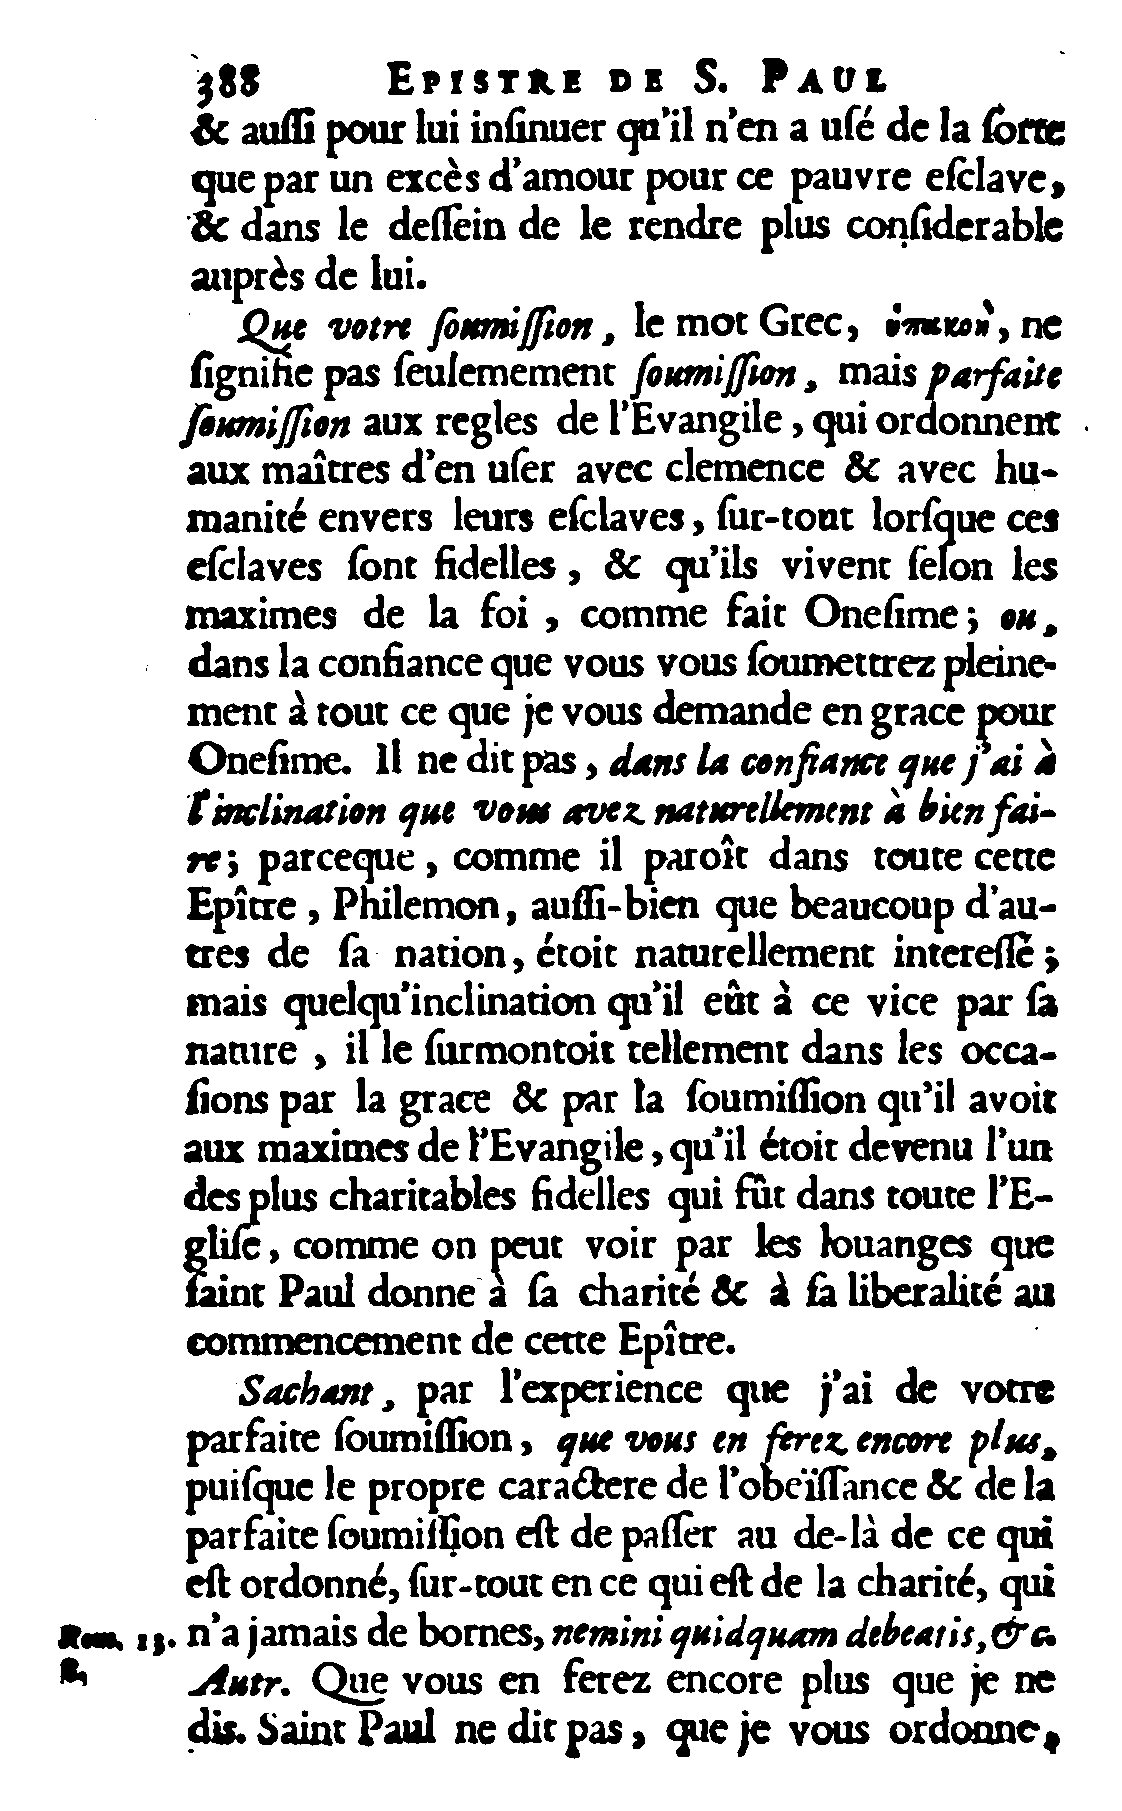 388 EPISTRE DE S. PAUL
& auſſi pour lui inſinuer qu'il n'en a uſé de la ſorte
que par un excès d'amour pour ce pauvre eſclave,
& dans le deſſein de le rendre plus conſiderable
auprès de lui.
Que votre ſoumiſſion, le mot Grec, ὑπακοὴ, ne
ſignifie pas ſeulemement ſoumiſſion, mais parfaite
ſoumiſſion aux regles de l'Evangile, qui ordonnent
aux maîtres d'en uſer avec clemence & avec hu-
manité envers leurs eſclaves, ſur-tout lorſque ces
eſclaves ſont fidelles, & qu'ils vivent ſelon les
maximes de la foi, comme fait Oneſime; ou,
dans la confiance que vous vous ſoumettrez pleine-
ment à tout ce que je vous demande en grace pour
Oneſime. Il ne dit pas, dans la confiance que j'ai à
l'inclination que vous avez naturellement à bien fai-
re; parceque, comme il paroît dans toute cette
Epître, Philemon, auſſi-bien que beaucoup d'au-
tres de ſa nation, étoit naturellement intereſſé;
mais quelqu'inclination qu'il eût à ce vice par ſa
nature, il le ſurmontoit tellement dans les occa-
ſions par la grace & par la ſoumiſſion qu'il avoit
aux maximes de l'Evangile, qu'il étoit devenu l'un
des plus charitables fidelles qui fût dans toute l'E-
gliſe, comme on peut voir par les louanges que
ſaint Paul donne à ſa charité & à ſa liberalité au
commencement de cette Epître.
Sachant, par l'experience que j'ai de votre
parfaite ſoumiſſion, que vous en ferez encore plus,
puiſque le propre caractere de l'obeïſſance & de la
parfaite ſoumiſſion eſt de paſſer au de-là de ce qui
eſt ordonné, ſur-tout en ce qui eſt de la charité, qui
Rom. 13. n'a jamais de bornes, nemini quidquam debeatis, &c.
8. Autr. Que vous en ferez encore plus que je ne
dis. Saint Paul ne dit pas, que je vous ordonne,